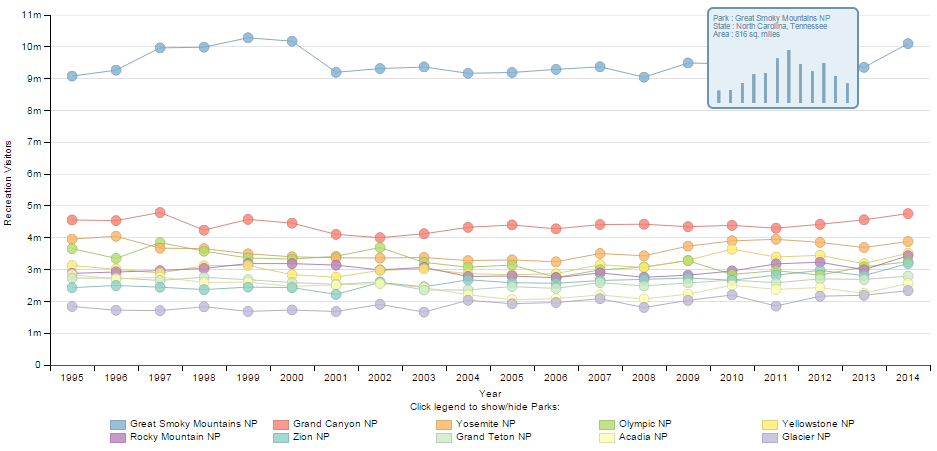 11m
10m
9m
8m
7m
6m
5m
4m
3m
2m
1m
0
Recreation Visitors
Park : Great Smoky Mountains NP
State : North Carolina, Tennessee
Area : 816 sq. miles
1995 1996 1997 1998 1999 2000 2001 2002 2003 2004 2005 2006 2007 2008 2009 2010 2011 2012 2013 2014
Year
Click legend to show/hide Parks:
Great Smoky Mountains NP Grand Canyon NP Yosemite NP Olympic NP Yellowstone NP
Rocky Mountain NP Zion NP Grand Teton NP Acadia NP Glacier NP